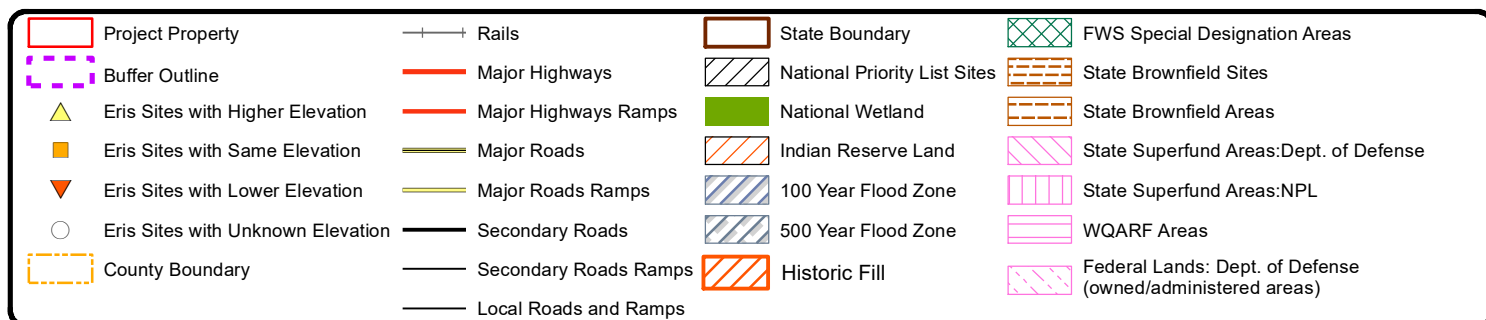 Project Property
Buffer Outline
Eris Sites with Higher Elevation
Eris Sites with Same Elevation
Eris Sites with Lower Elevation
Eris Sites with Unknown Elevation
County Boundary
Rails
Major Highways
Major Highways Ramps
Major Roads
Major Roads Ramps
Secondary Roads
Secondary Roads Ramps
Local Roads and Ramps
State Boundary
National Priority List Sites
National Wetland
Indian Reserve Land
100 Year Flood Zone
500 Year Flood Zone
Historic Fill
FWS Special Designation Areas
State Brownfield Sites
State Brownfield Areas
State Superfund Areas:Dept. of Defense
State Superfund Areas:NPL
WQARF Areas
Federal Lands: Dept. of Defense
(owned/administered areas)